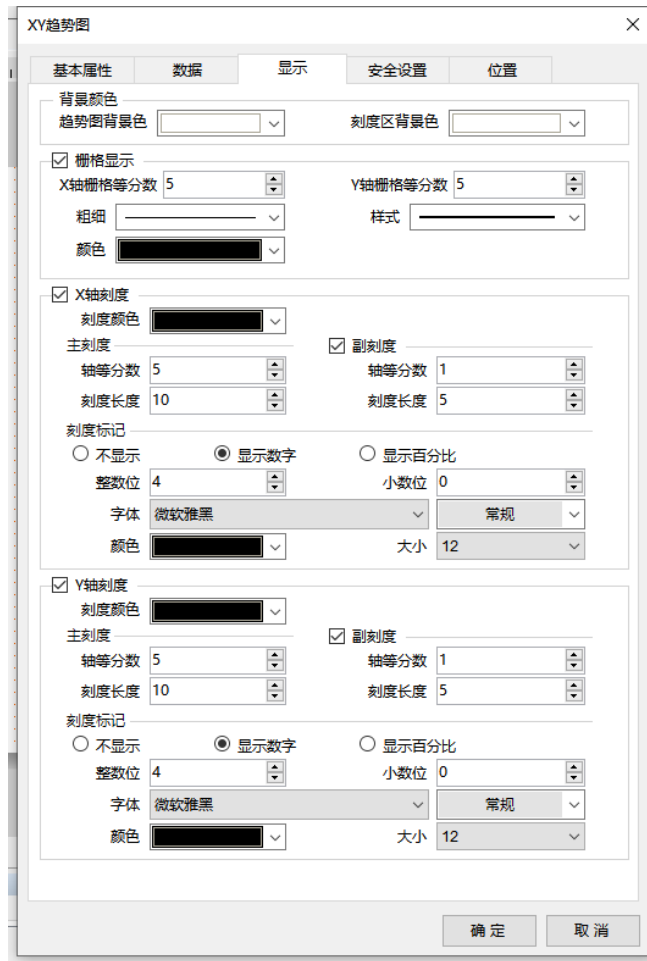 XY趋势图
基本属性 数据 显示 安全设置 位置
背景颜色
趋势图背景色 刻度区背景色
栅格显示
X轴栅格等分数 5 Y轴栅格等分数 5
粗细 样式
颜色
X轴刻度
刻度颜色
主刻度 副刻度
轴等分数 5 轴等分数 1
刻度长度 10 刻度长度 5
刻度标记
不显示 显示数字 显示百分比
整数位 4 小数位 0
字体 微软雅黑 常规
颜色 大小 12
Y轴刻度
刻度颜色
主刻度 副刻度
轴等分数 5 轴等分数 1
刻度长度 10 刻度长度 5
刻度标记
不显示 显示数字 显示百分比
整数位 4 小数位 0
字体 微软雅黑 常规
颜色 大小 12
确定 取消